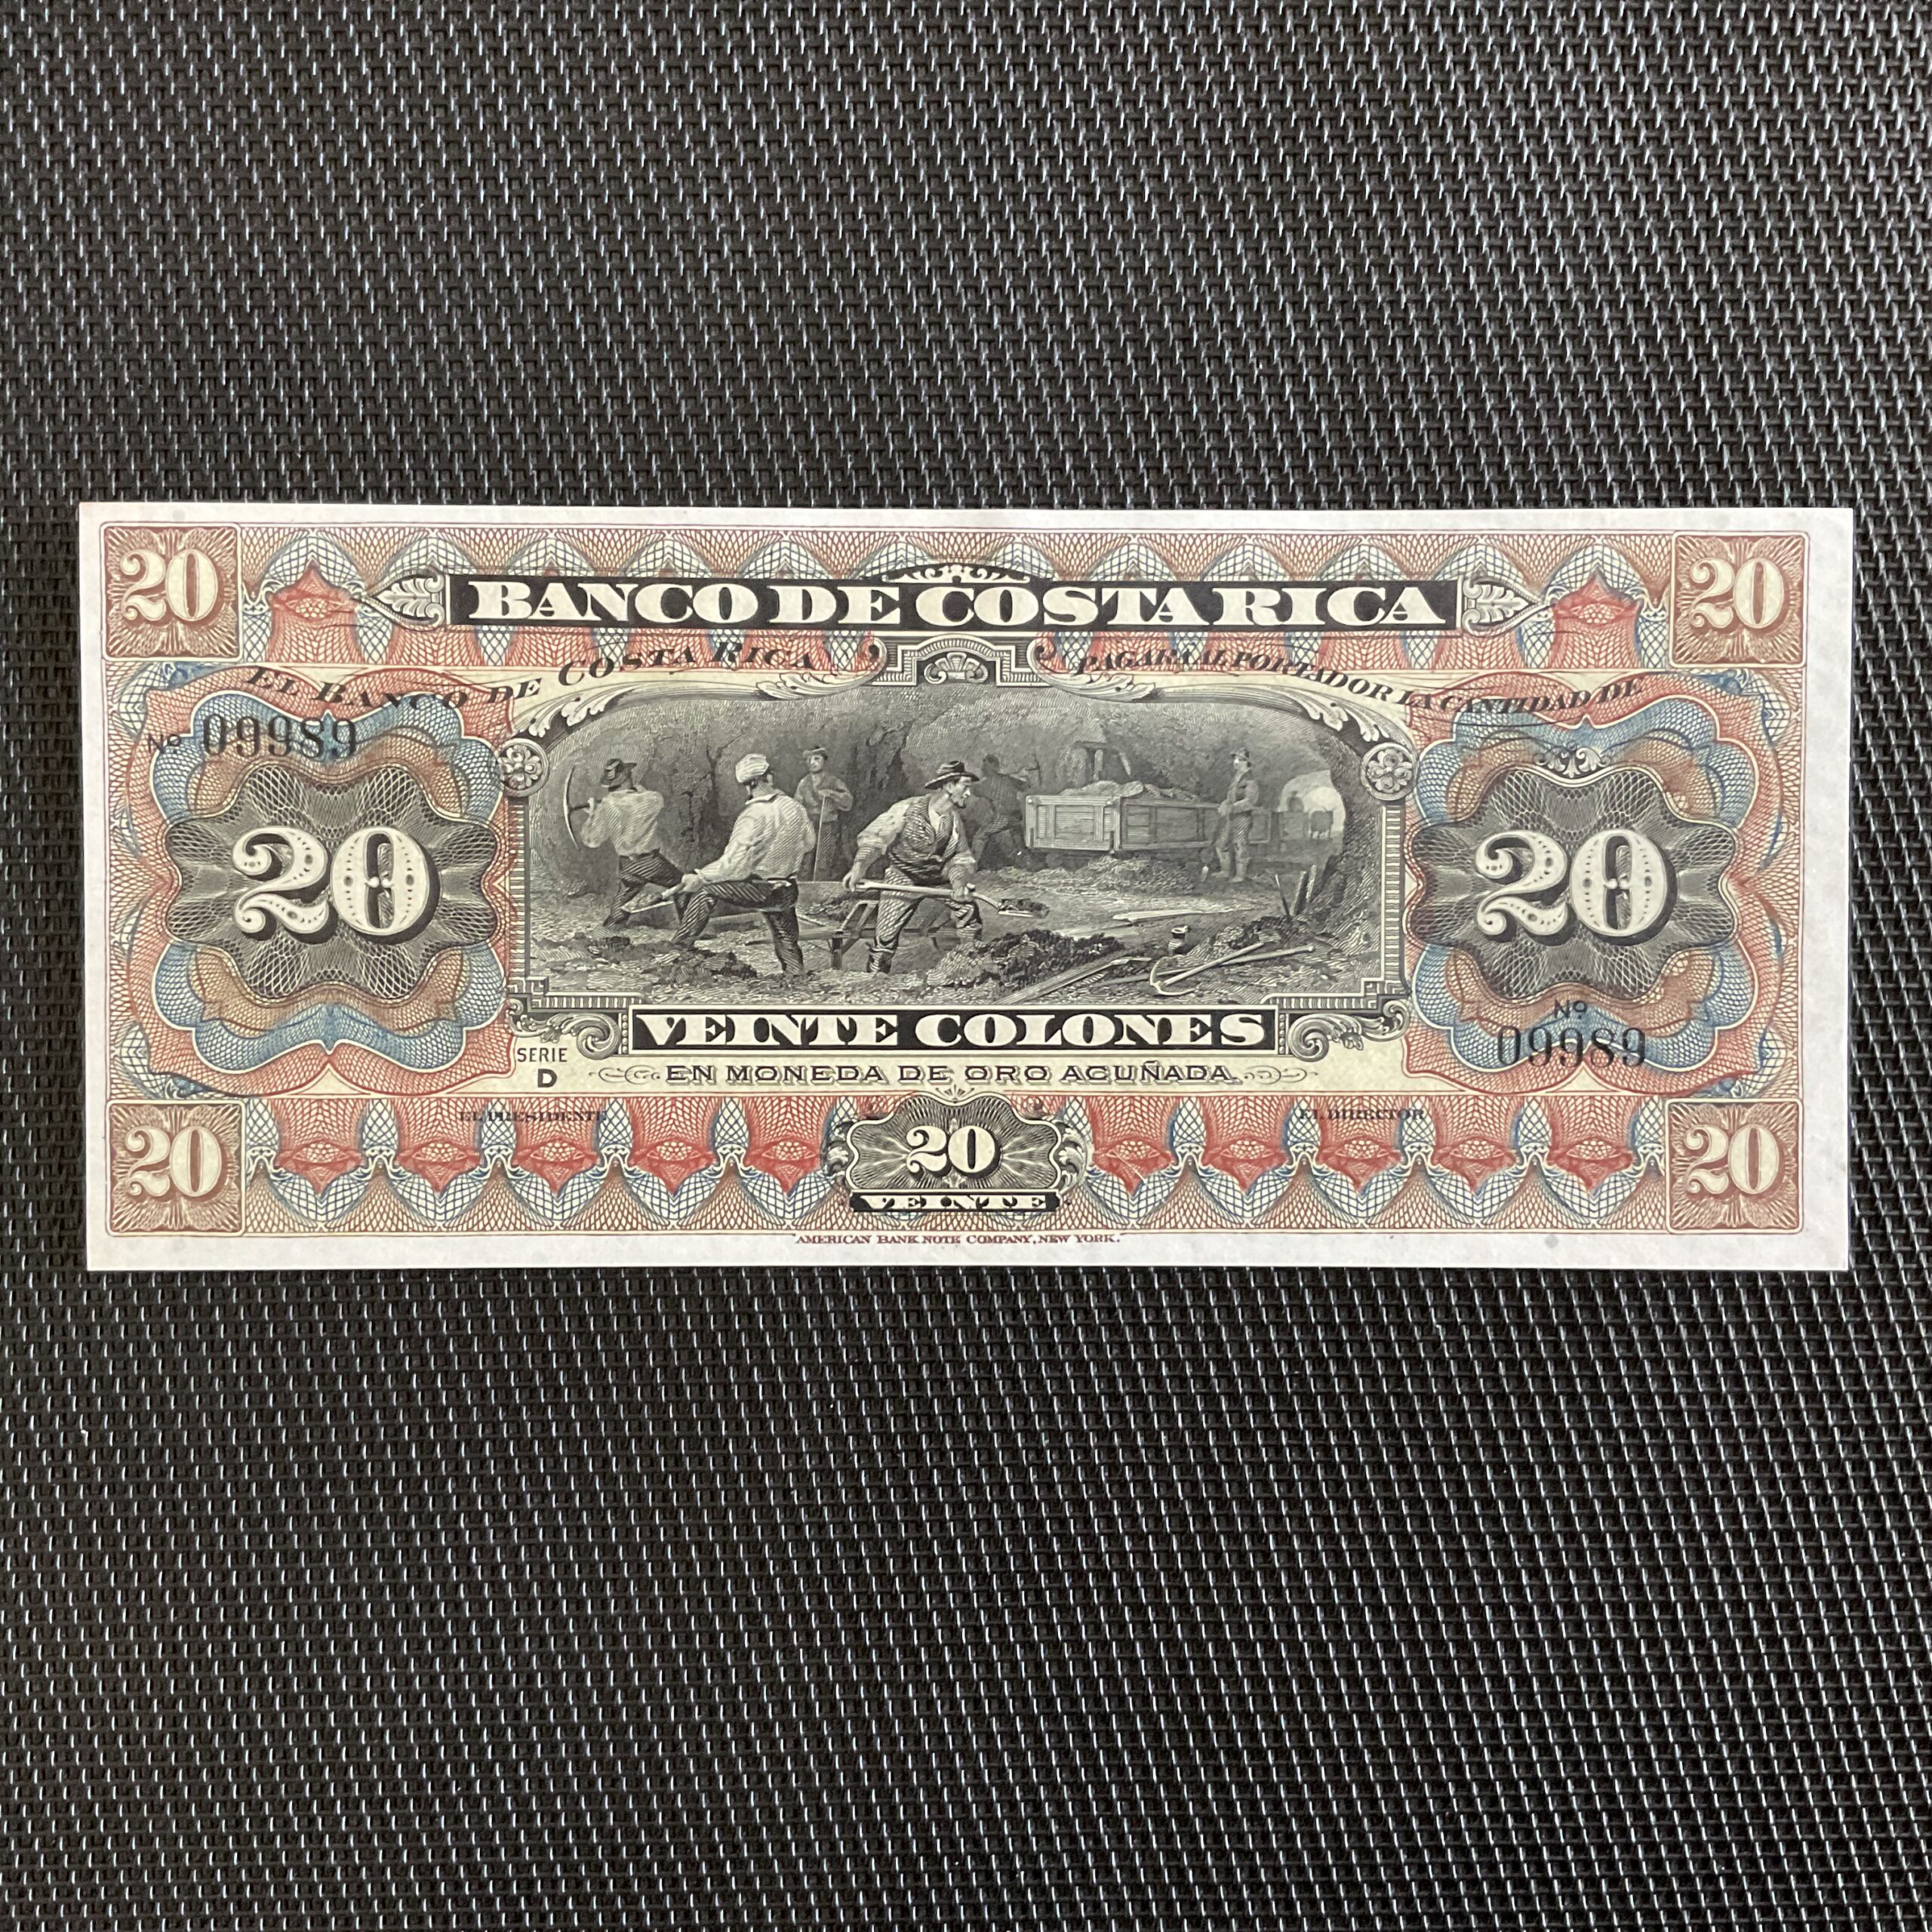 20 20
BANCO DE COSTA RICA
EL BANCO DE COSTA RICA PAGARA AL PORTADOR LA CANTIDAD DE
No 09989
20 20
No
09989
VEINTE COLONES
SERIE
D
EN MONEDA DE ORO ACUÑADA
EL PRESIDENTE EL DIRECTOR
20 20 20
VEINTE
AMERICAN BANK NOTE COMPANY, NEW YORK.